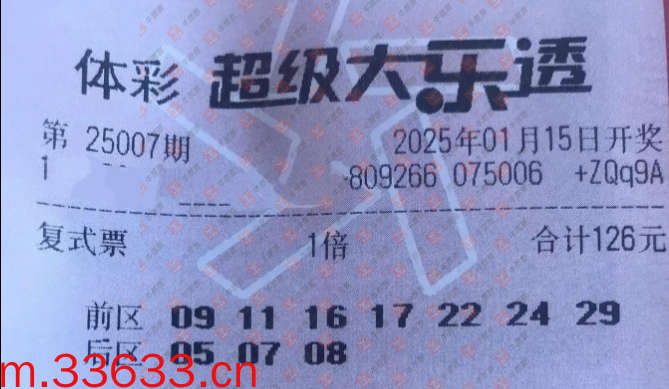 体彩 超级大乐透
第 25007期 2025年01月15日开奖
1 -809266 075006 +ZQq9A
复式票 1倍 合计126元
前区 09 11 16 17 22 24 29
后区 05 07 08
m.33633.cn